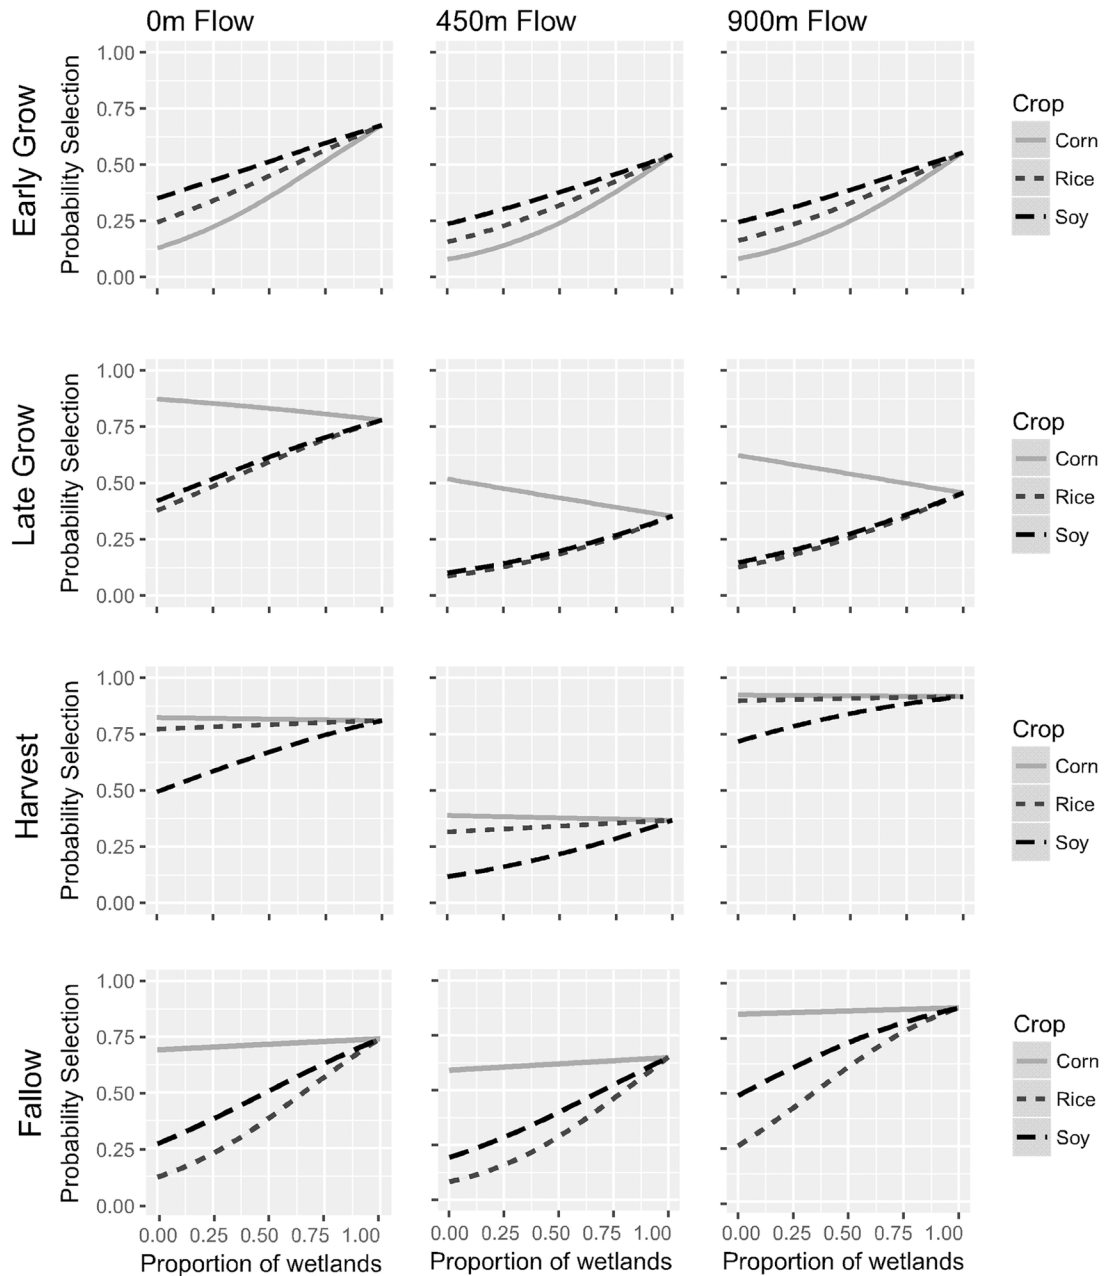 0m Flow 450m Flow 900m Flow
Early Grow
Probability Selection
1.00
0.75
0.50
0.25
0.00
Crop
Corn
Rice
Soy
Late Grow
Probability Selection
1.00
0.75
0.50
0.25
0.00
Crop
Corn
Rice
Soy
Harvest
Probability Selection
1.00
0.75
0.50
0.25
0.00
Crop
Corn
Rice
Soy
Fallow
Probability Selection
1.00
0.75
0.50
0.25
0.00
Crop
Corn
Rice
Soy
0.00 0.25 0.50 0.75 1.00 0.00 0.25 0.50 0.75 1.00 0.00 0.25 0.50 0.75 1.00
Proportion of wetlands Proportion of wetlands Proportion of wetlands